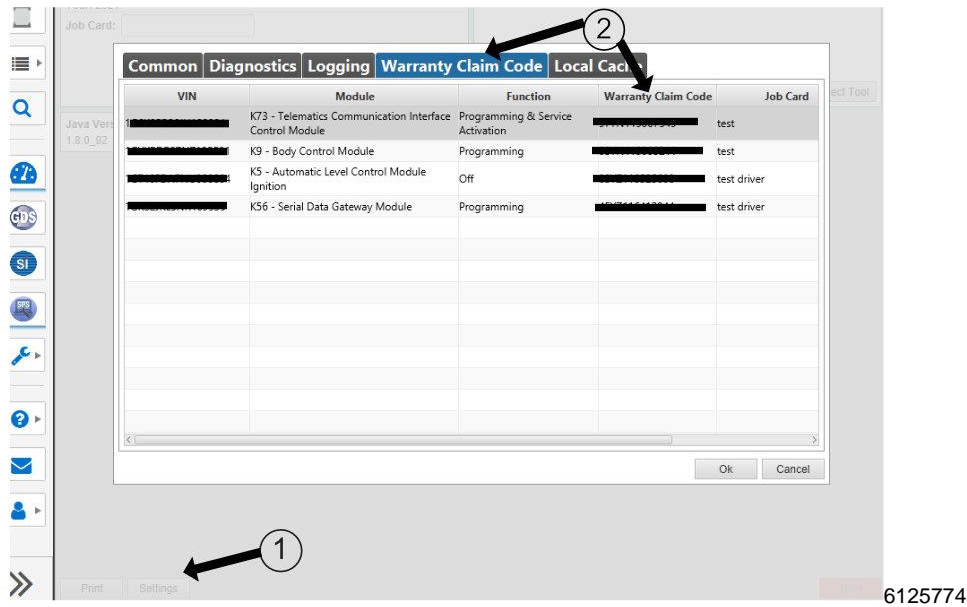 Job Card:
2
Common Diagnostics Logging Warranty Claim Code Local Cache
VIN Module Function Warranty Claim Code Job Card
ect Tool
Java Vers
1.8.0_92
K73 - Telematics Communication Interface Control Module Programming & Service Activation test
K9 - Body Control Module Programming test
K5 - Automatic Level Control Module Ignition Off test driver
K56 - Serial Data Gateway Module Programming test driver
GDS
SI
SPS
Ok Cancel
1
Print Settings
6125774